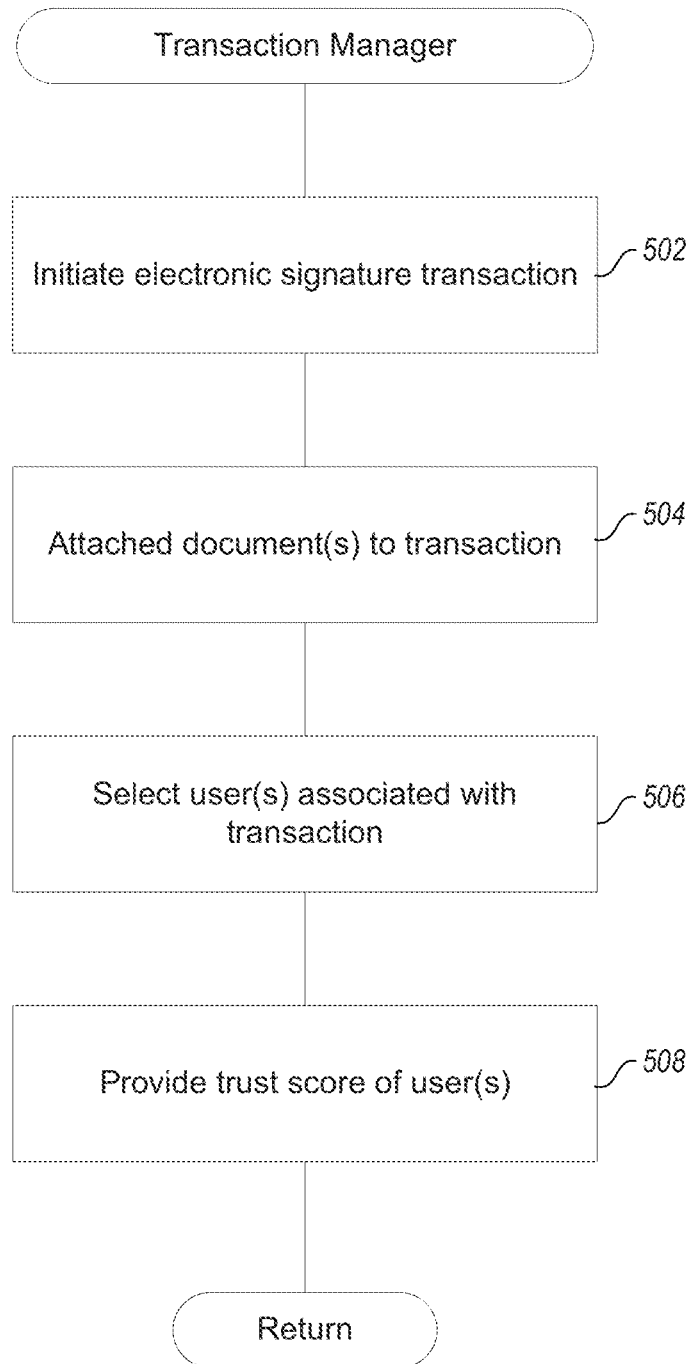 Transaction Manager
Initiate electronic signature transaction
502
Attached document(s) to transaction
504
Select user(s) associated with
transaction
506
Provide trust score of user(s)
508
Return